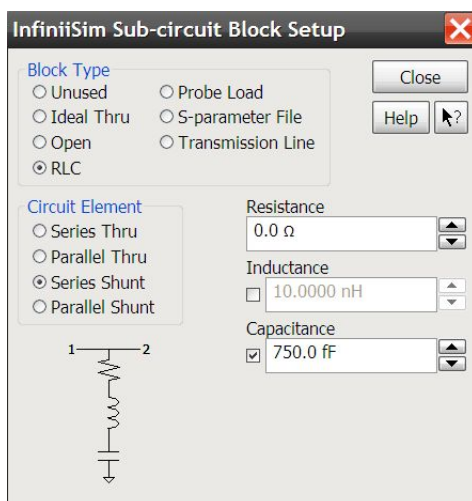 InfiniiSim Sub-circuit Block Setup
Block Type
Unused
Probe Load
Ideal Thru
S-parameter File
Open
Transmission Line
RLC
Close
Help
?
Circuit Element
Series Thru
Parallel Thru
Series Shunt
Parallel Shunt
Resistance
0.0 Ω
Inductance
10.0000 nH
Capacitance
750.0 fF
1
2